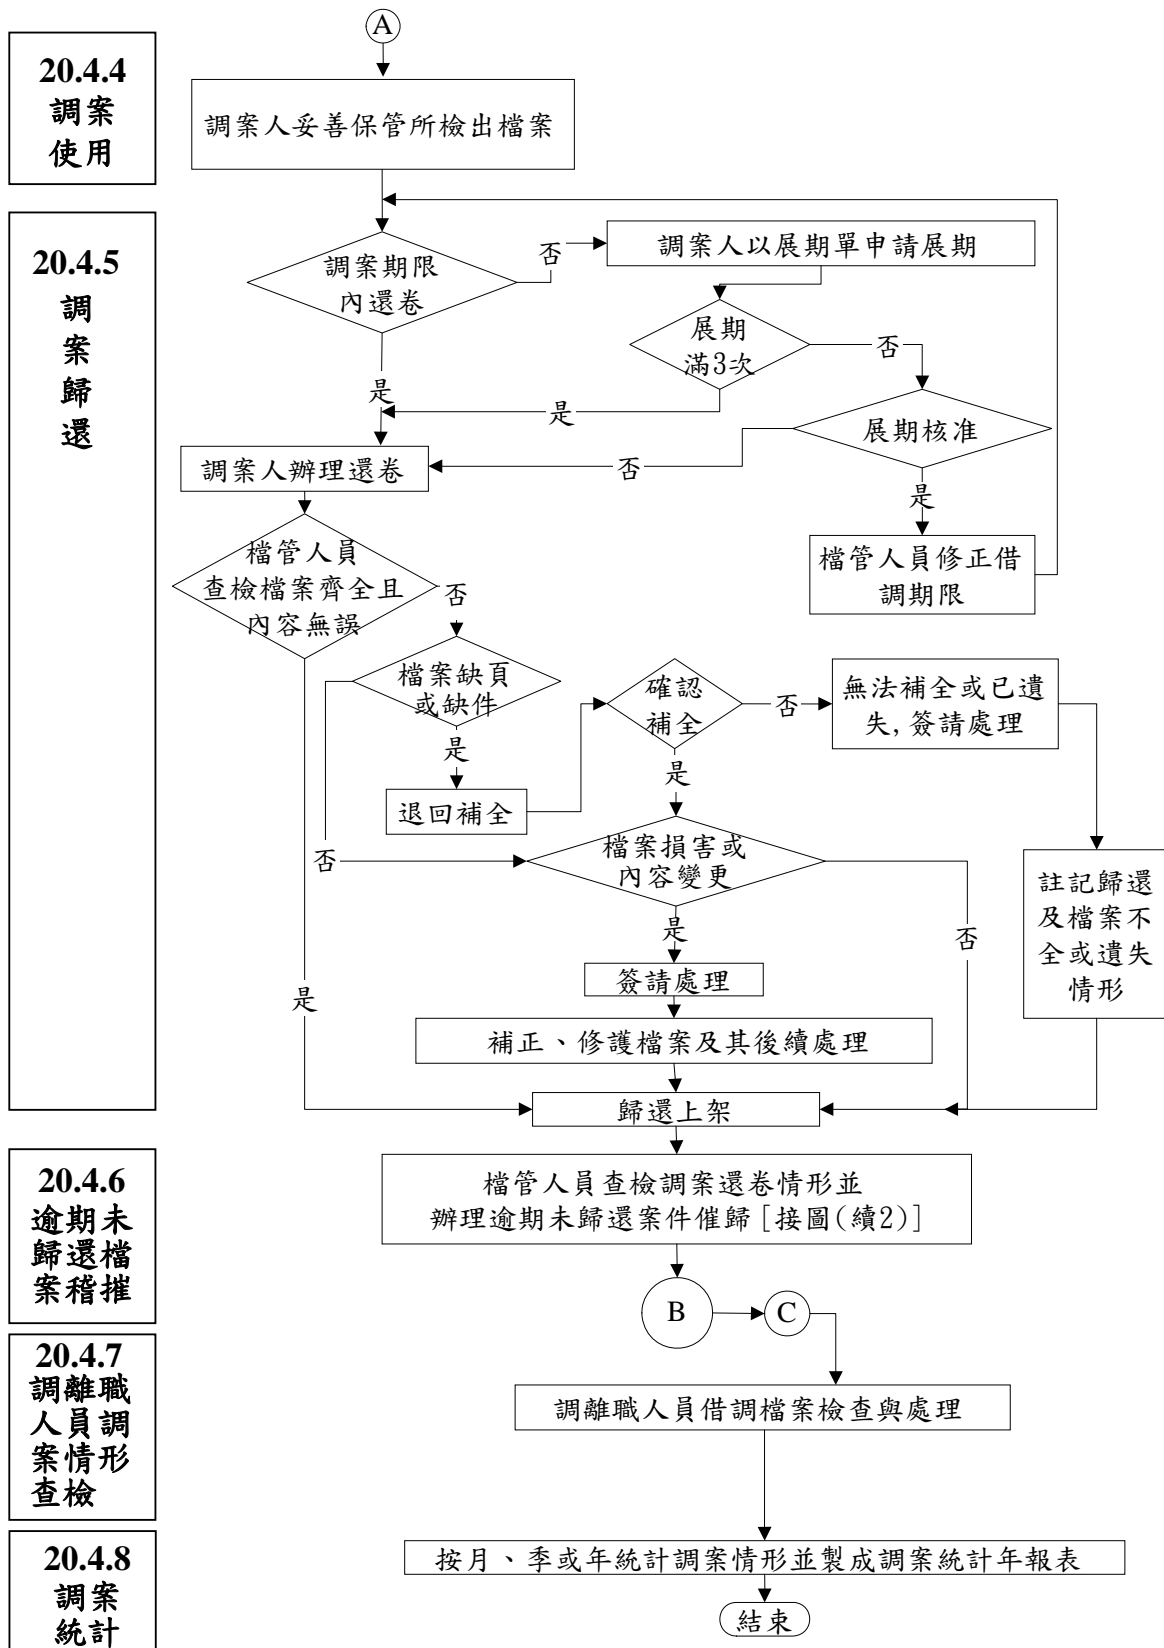 A
20.4.4
調案
使用
調案人妥善保管所檢出檔案
20.4.5
調
案
歸
還
調案期限
內還卷
否
調案人以展期單申請展期
展期
滿3次
否
是
是
展期核准
否
是
調案人辦理還卷
檔管人員修正借
調期限
檔管人員
查檢檔案齊全且
內容無誤
否
檔案缺頁
或缺件
是
退回補全
確認
補全
否
無法補全或已遺
失,簽請處理
是
否
檔案損害或
內容變更
是
否
註記歸還
及檔案不
全或遺失
情形
簽請處理
是
補正、修護檔案及其後續處理
歸還上架
20.4.6
逾期未
歸還檔
案稽摧
檔管人員查檢調案還卷情形並
辦理逾期未歸還案件催歸[接圖(續2)]
B
C
20.4.7
調離職
人員調
案情形
查檢
調離職人員借調檔案檢查與處理
20.4.8
調案
統計
按月、季或年統計調案情形並製成調案統計年報表
結束